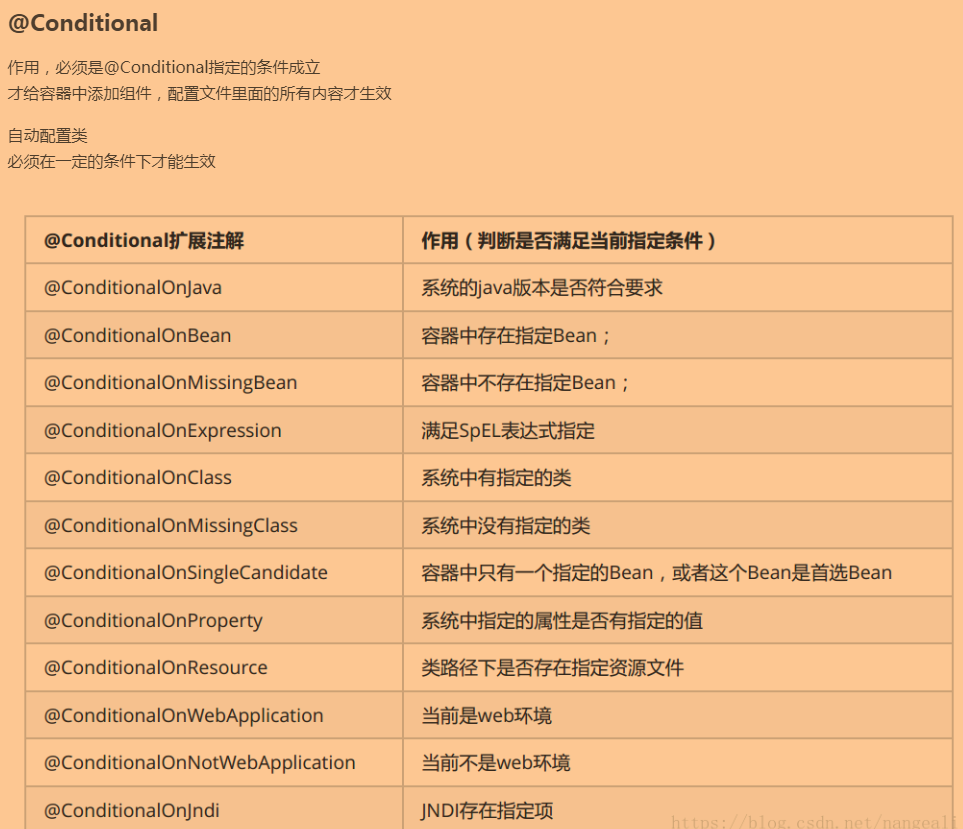 @Conditional
作用，必须是@Conditional指定的条件成立
才给容器中添加组件，配置文件里面的所有内容才生效
自动配置类
必须在一定的条件下才能生效
@Conditional扩展注解 作用（判断是否满足当前指定条件）
@ConditionalOnJava 系统的java版本是否符合要求
@ConditionalOnBean 容器中存在指定Bean；
@ConditionalOnMissingBean 容器中不存在指定Bean；
@ConditionalOnExpression 满足SpEL表达式指定
@ConditionalOnClass 系统中有指定的类
@ConditionalOnMissingClass 系统中没有指定的类
@ConditionalOnSingleCandidate 容器中只有一个指定的Bean，或者这个Bean是首选Bean
@ConditionalOnProperty 系统中指定的属性是否有指定的值
@ConditionalOnResource 类路径下是否存在指定资源文件
@ConditionalOnWebApplication 当前是web环境
@ConditionalOnNotWebApplication 当前不是web环境
@ConditionalOnJndi JNDI存在指定项
https://blog.csdn.net/nangeali